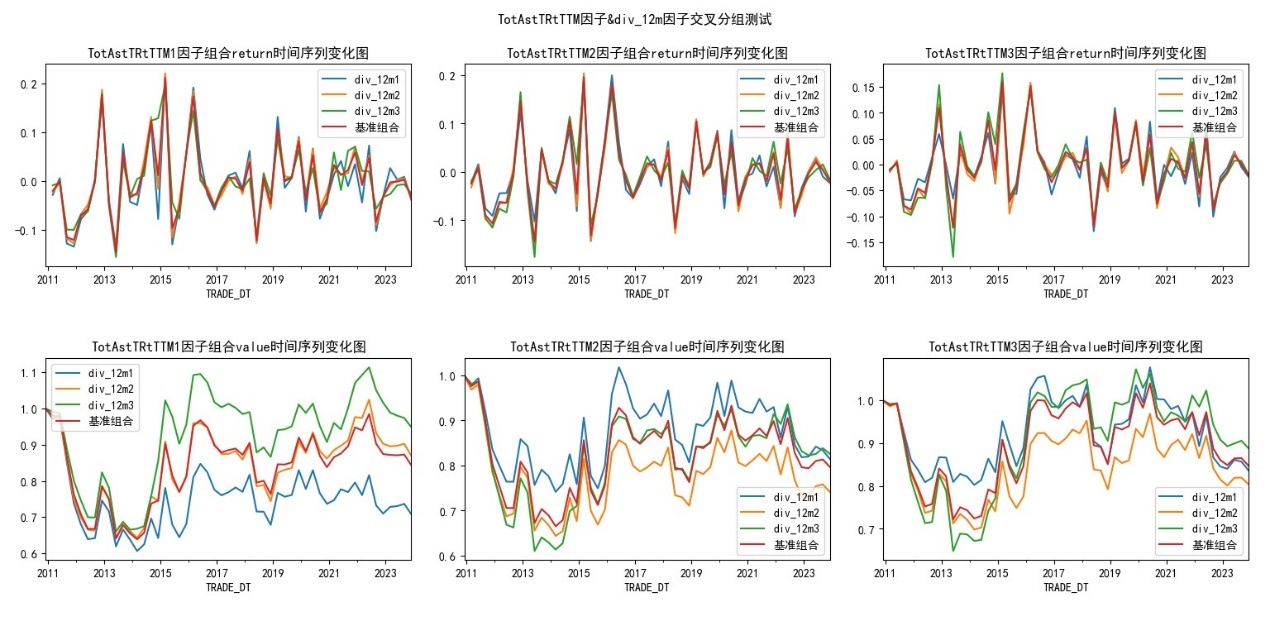 TotAstTRtTTM因子&div_12m因子交叉分组测试
TotAstTRtTTM1因子组合return时间序列变化图
0.2
0.1
0.0
-0.1
div_12m1
div_12m2
div_12m3
基准组合
2011 2013 2015 2017 2019 2021 2023
TRADE_DT
TotAstTRtTTM2因子组合return时间序列变化图
0.2
0.1
0.0
-0.1
div_12m1
div_12m2
div_12m3
基准组合
2011 2013 2015 2017 2019 2021 2023
TRADE_DT
TotAstTRtTTM3因子组合return时间序列变化图
0.15
0.10
0.05
0.00
-0.05
-0.10
-0.15
div_12m1
div_12m2
div_12m3
基准组合
2011 2013 2015 2017 2019 2021 2023
TRADE_DT
TotAstTRtTTM1因子组合value时间序列变化图
1.1
1.0
0.9
0.8
0.7
0.6
div_12m1
div_12m2
div_12m3
基准组合
2011 2013 2015 2017 2019 2021 2023
TRADE_DT
TotAstTRtTTM2因子组合value时间序列变化图
1.0
0.9
0.8
0.7
0.6
div_12m1
div_12m2
div_12m3
基准组合
2011 2013 2015 2017 2019 2021 2023
TRADE_DT
TotAstTRtTTM3因子组合value时间序列变化图
1.0
0.9
0.8
0.7
div_12m1
div_12m2
div_12m3
基准组合
2011 2013 2015 2017 2019 2021 2023
TRADE_DT